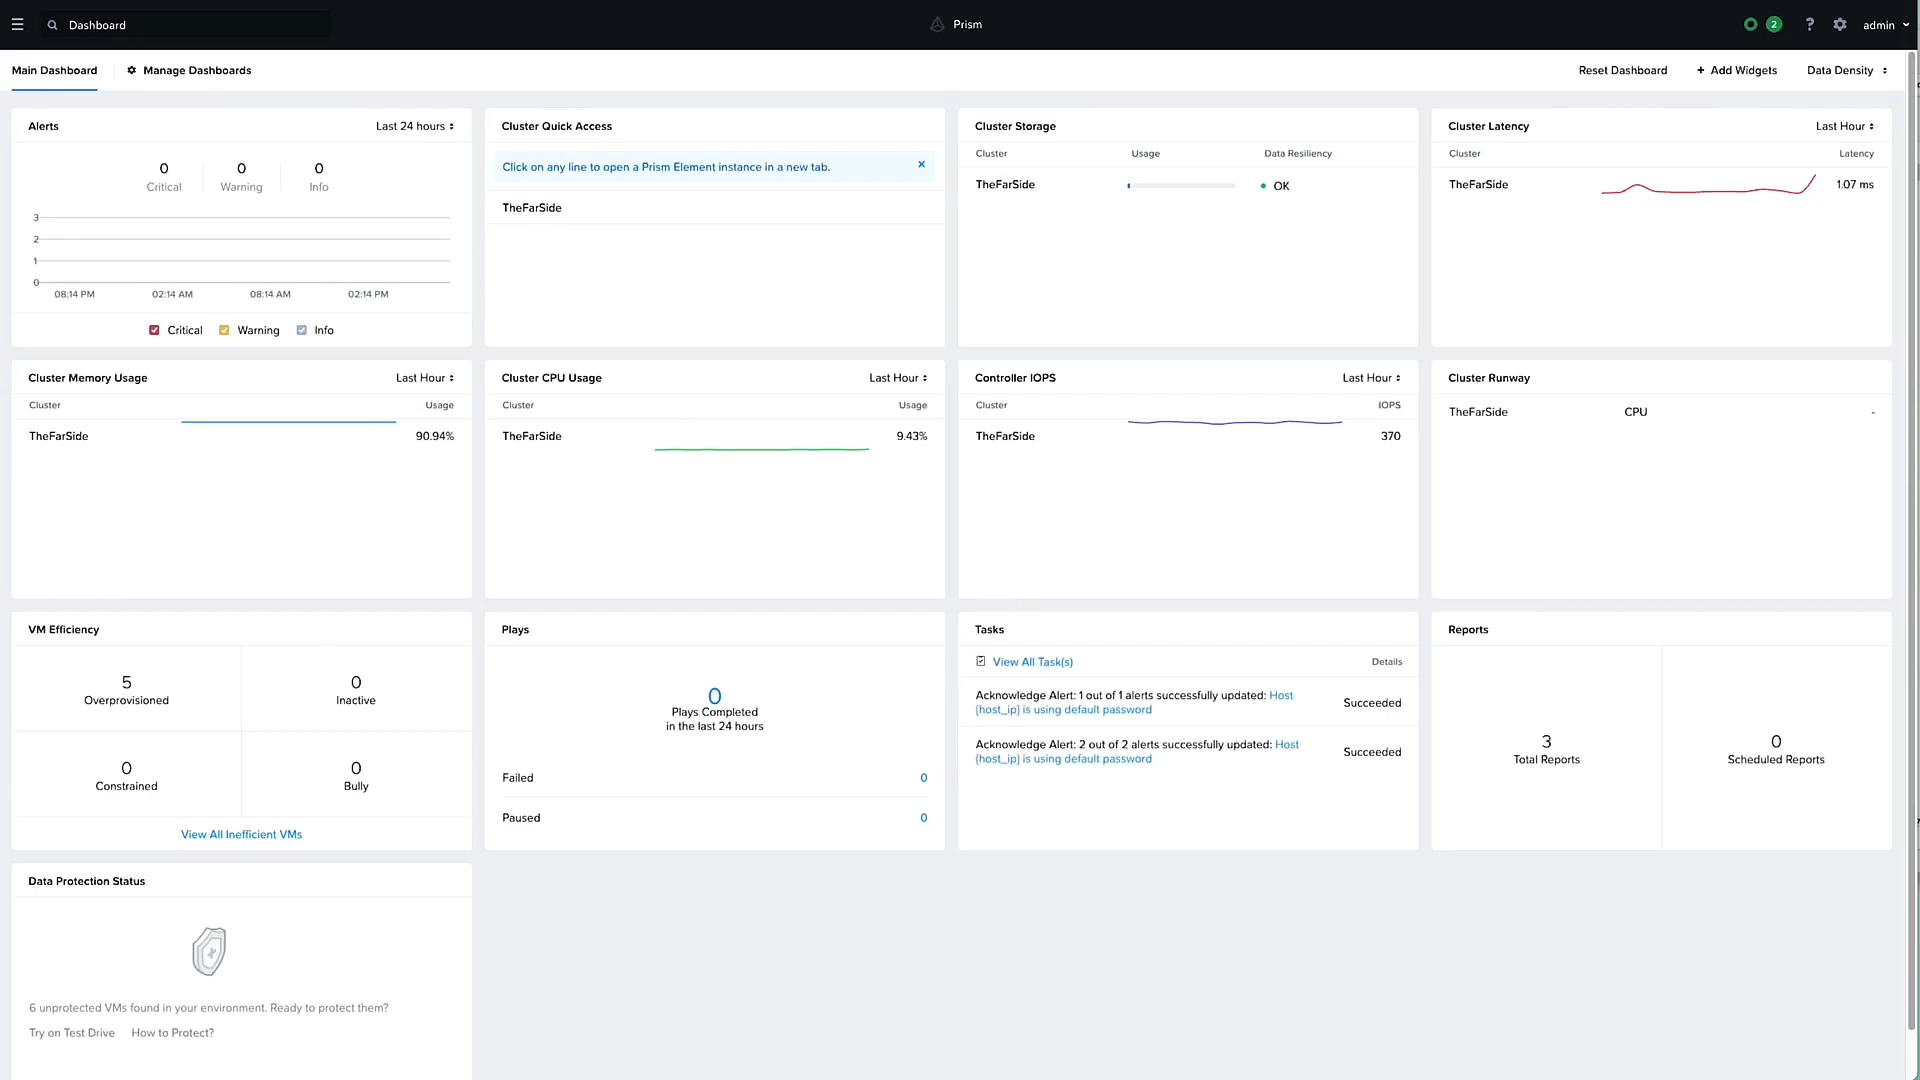 Dashboard
Prism
2
?
admin
Main Dashboard
Manage Dashboards
Reset Dashboard
+ Add Widgets
Data Density
Alerts
Last 24 hours
0
0
0
Critical
Warning
Info
3
2
1
0
08:14 PM
02:14 AM
08:14 AM
02:14 PM
Critical
Warning
Info
Cluster Quick Access
Click on any line to open a Prism Element instance in a new tab.
TheFarSide
Cluster Storage
Cluster
Usage
Data Resiliency
TheFarSide
OK
Cluster Latency
Last Hour
Cluster
Latency
TheFarSide
1.07 ms
Cluster Memory Usage
Last Hour
Cluster
Usage
TheFarSide
90.94%
Cluster CPU Usage
Last Hour
Cluster
Usage
TheFarSide
9.43%
Controller IOPS
Last Hour
Cluster
IOPS
TheFarSide
370
Cluster Runway
TheFarSide
CPU
-
VM Efficiency
5
Overprovisioned
0
Inactive
0
Constrained
0
Bully
View All Inefficient VMs
Plays
0
Plays Completed
in the last 24 hours
Failed
0
Paused
0
Tasks
View All Task(s)
Details
Acknowledge Alert: 1 out of 1 alerts successfully updated: Host
{host_ip} is using default password
Succeeded
Acknowledge Alert: 2 out of 2 alerts successfully updated: Host
{host_ip} is using default password
Succeeded
Reports
3
Total Reports
0
Scheduled Reports
Data Protection Status
6 unprotected VMs found in your environment. Ready to protect them?
Try on Test Drive
How to Protect?